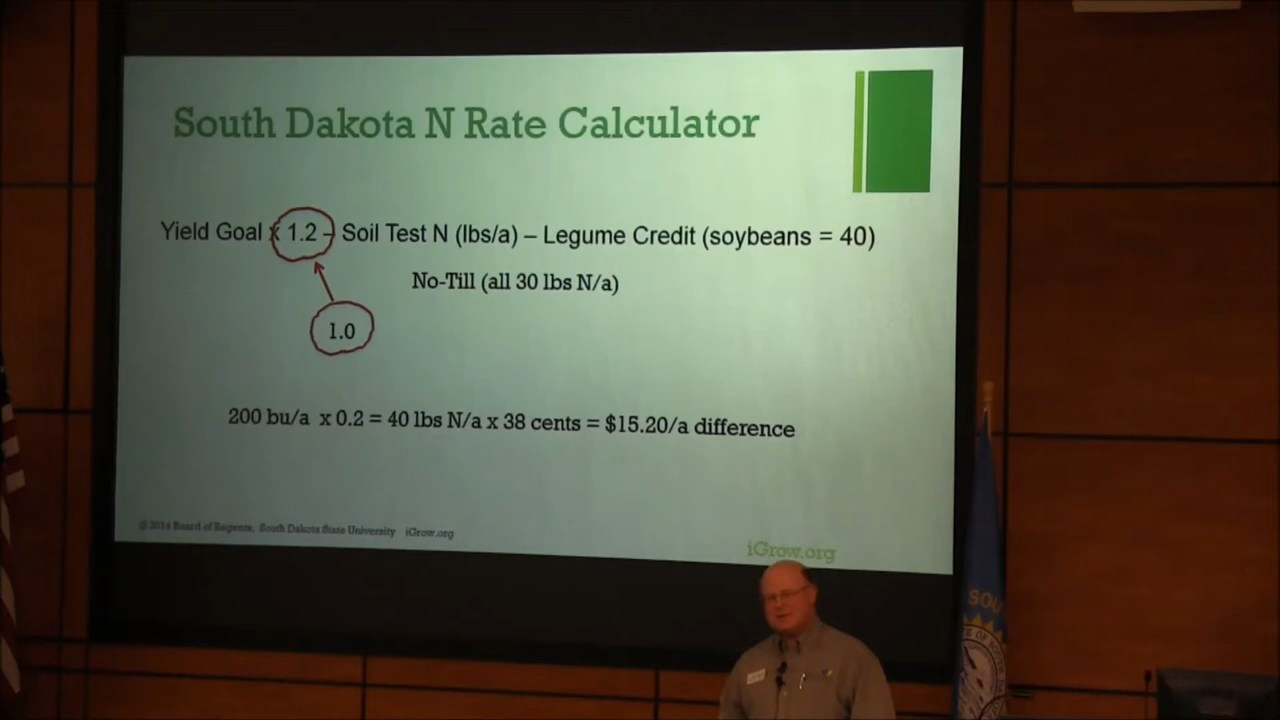 South Dakota N Rate Calculator
Yield Goal x 1.2 – Soil Test N (lbs/a) – Legume Credit (soybeans = 40)
No-Till (all 30 lbs N/a)
1.0
200 bu/a x 0.2 = 40 lbs N/a x 38 cents = $15.20/a difference
© 2014 Board of Regents, South Dakota State University iGrow.org
iGrow.org
SOU